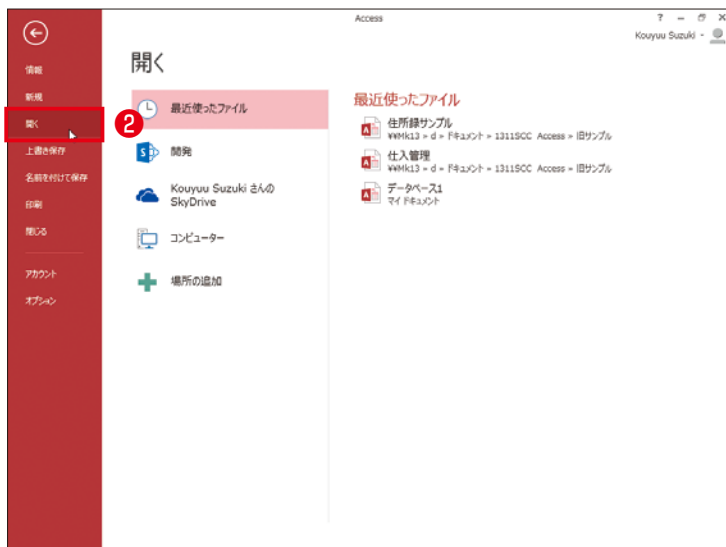 Access
? – ×
Kouyuu Suzuki
情報
新規
開く
上書き保存
名前を付けて保存
印刷
閉じる
アカウント
オプション
開く
2
最近使ったファイル
開発
Kouyuu Suzuki さんの
SkyDrive
コンピューター
場所の追加
最近使ったファイル
住所録サンプル
¥¥Mk13 » d » ドキュメント » 1311SCC Access » 旧サンプル
仕入管理
¥¥Mk13 » d » ドキュメント » 1311SCC Access » 旧サンプル
データベース1
マイ ドキュメント